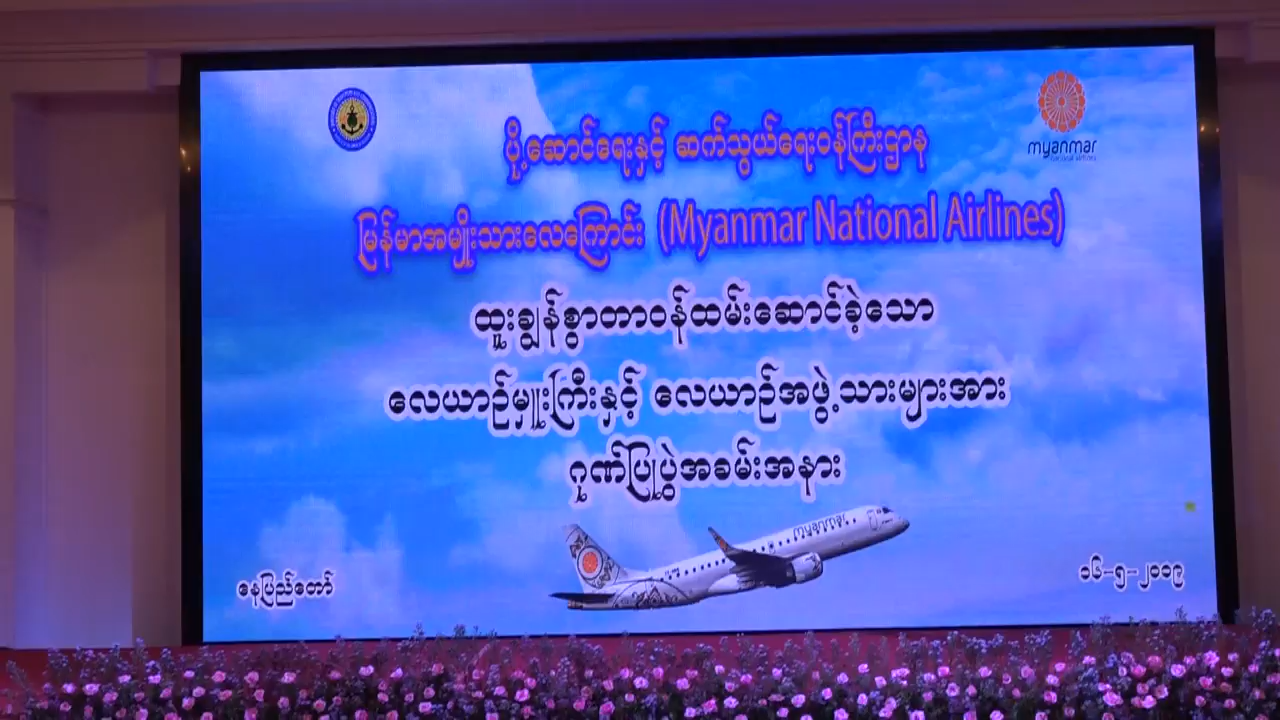 myanmar
national airlines
ပို့ဆောင်ရေးနှင့် ဆက်သွယ်ရေးဝန်ကြီးဌာန
မြန်မာအမျိုးသားလေကြောင်း (Myanmar National Airlines)
ထူးချွန်စွာတာဝန်ထမ်းဆောင်ခဲ့သော
လေယာဉ်မှူးကြီးနှင့် လေယာဉ်အဖွဲ့သားများအား
ဂုဏ်ပြုပွဲအခမ်းအနား
myanmar
နေပြည်တော်
၁၆-၅-၂၀၁၉